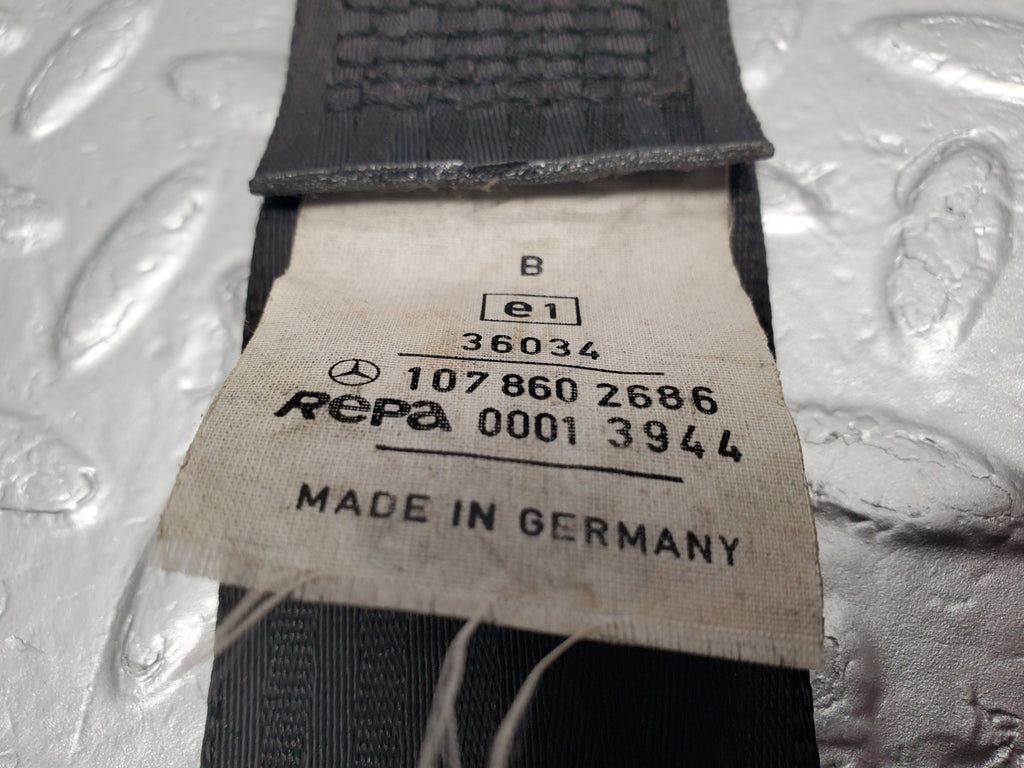 B
e1
36034
107 860 2686
REPA 0001 3944
MADE IN GERMANY